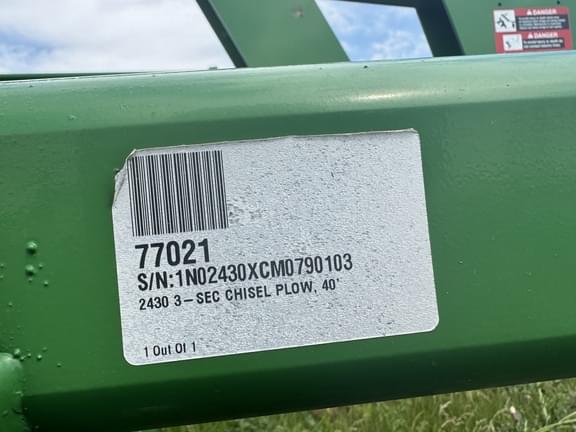 DANGER
DANGER
77021
S/N:1N02430XCM0790103
2430 3-SEC CHISEL PLOW, 40'
1 Out Of 1